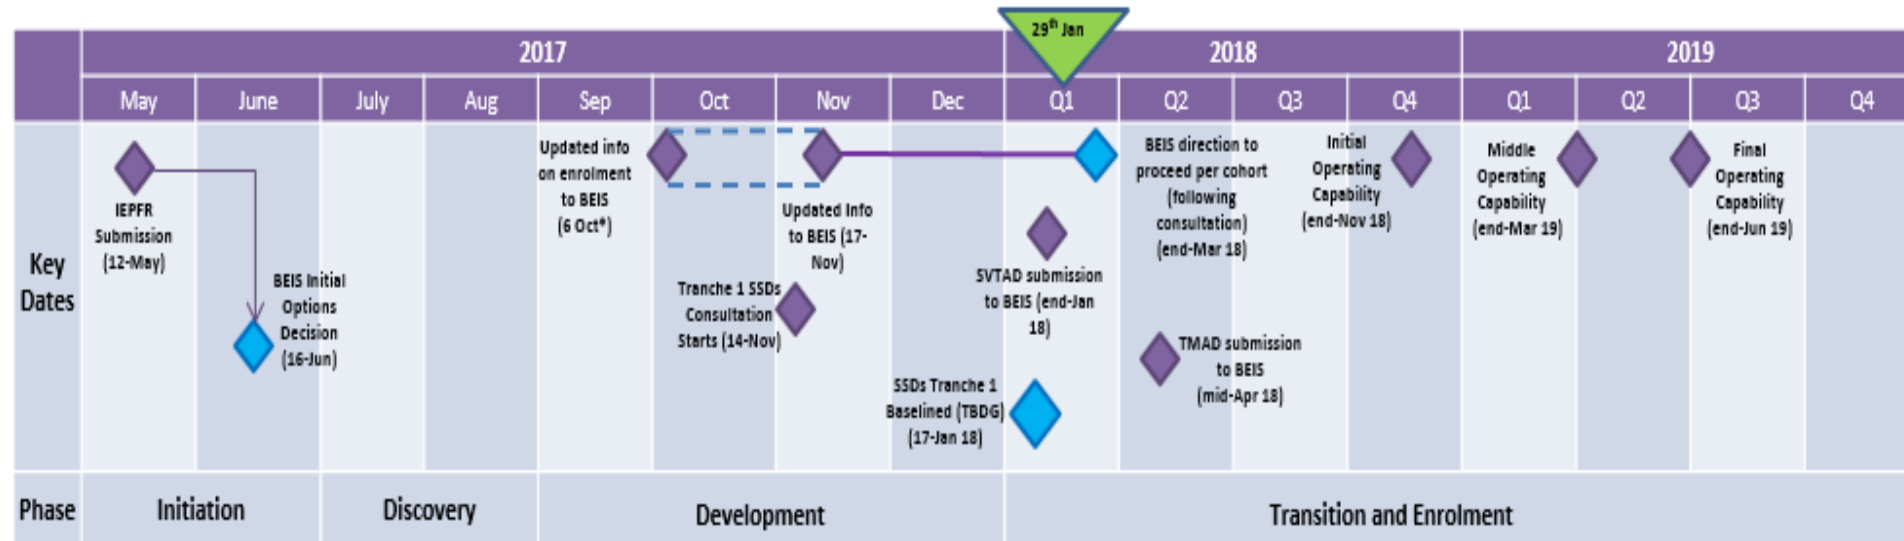 29th Jan
2017
2018
2019
May
June
July
Aug
Sep
Oct
Nov
Dec
Q1
Q2
Q3
Q4
Q1
Q2
Q3
Q4
Key
Dates
IEPFR
Submission
(12-May)
BEIS Initial
Options
Decision
(16-Jun)
Updated info
on enrolment
to BEIS
(6 Oct*)
Updated Info
to BEIS (17-
Nov)
Tranche 1 SSDs
Consultation
Starts (14-Nov)
SVTAD submission
to BEIS (end-Jan
18)
SSDs Tranche 1
Baselined (TBDG)
(17-Jan 18)
BEIS direction to
proceed per cohort
(following
consultation)
(end-Mar 18)
TMAD submission
to BEIS
(mid-Apr 18)
Initial
Operating
Capability
(end-Nov 18)
Middle
Operating
Capability
(end-Mar 19)
Final
Operating
Capability
(end-Jun 19)
Phase
Initiation
Discovery
Development
Transition and Enrolment